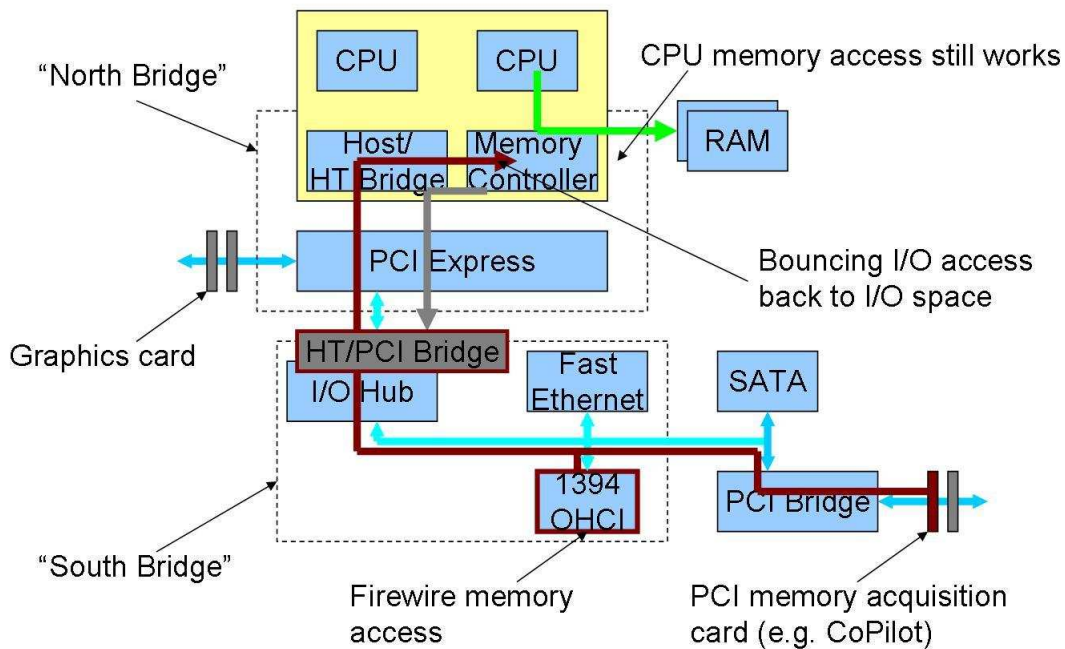 CPU
CPU
CPU memory access still works
“North Bridge”
RAM
Host/
HT Bridge
Memory
Controller
PCI Express
Bouncing I/O access
back to I/O space
Graphics card
HT/PCI Bridge
I/O Hub
Fast
Ethernet
SATA
1394
OHCI
PCI Bridge
“South Bridge”
Firewire memory
access
PCI memory acquisition
card (e.g. CoPilot)